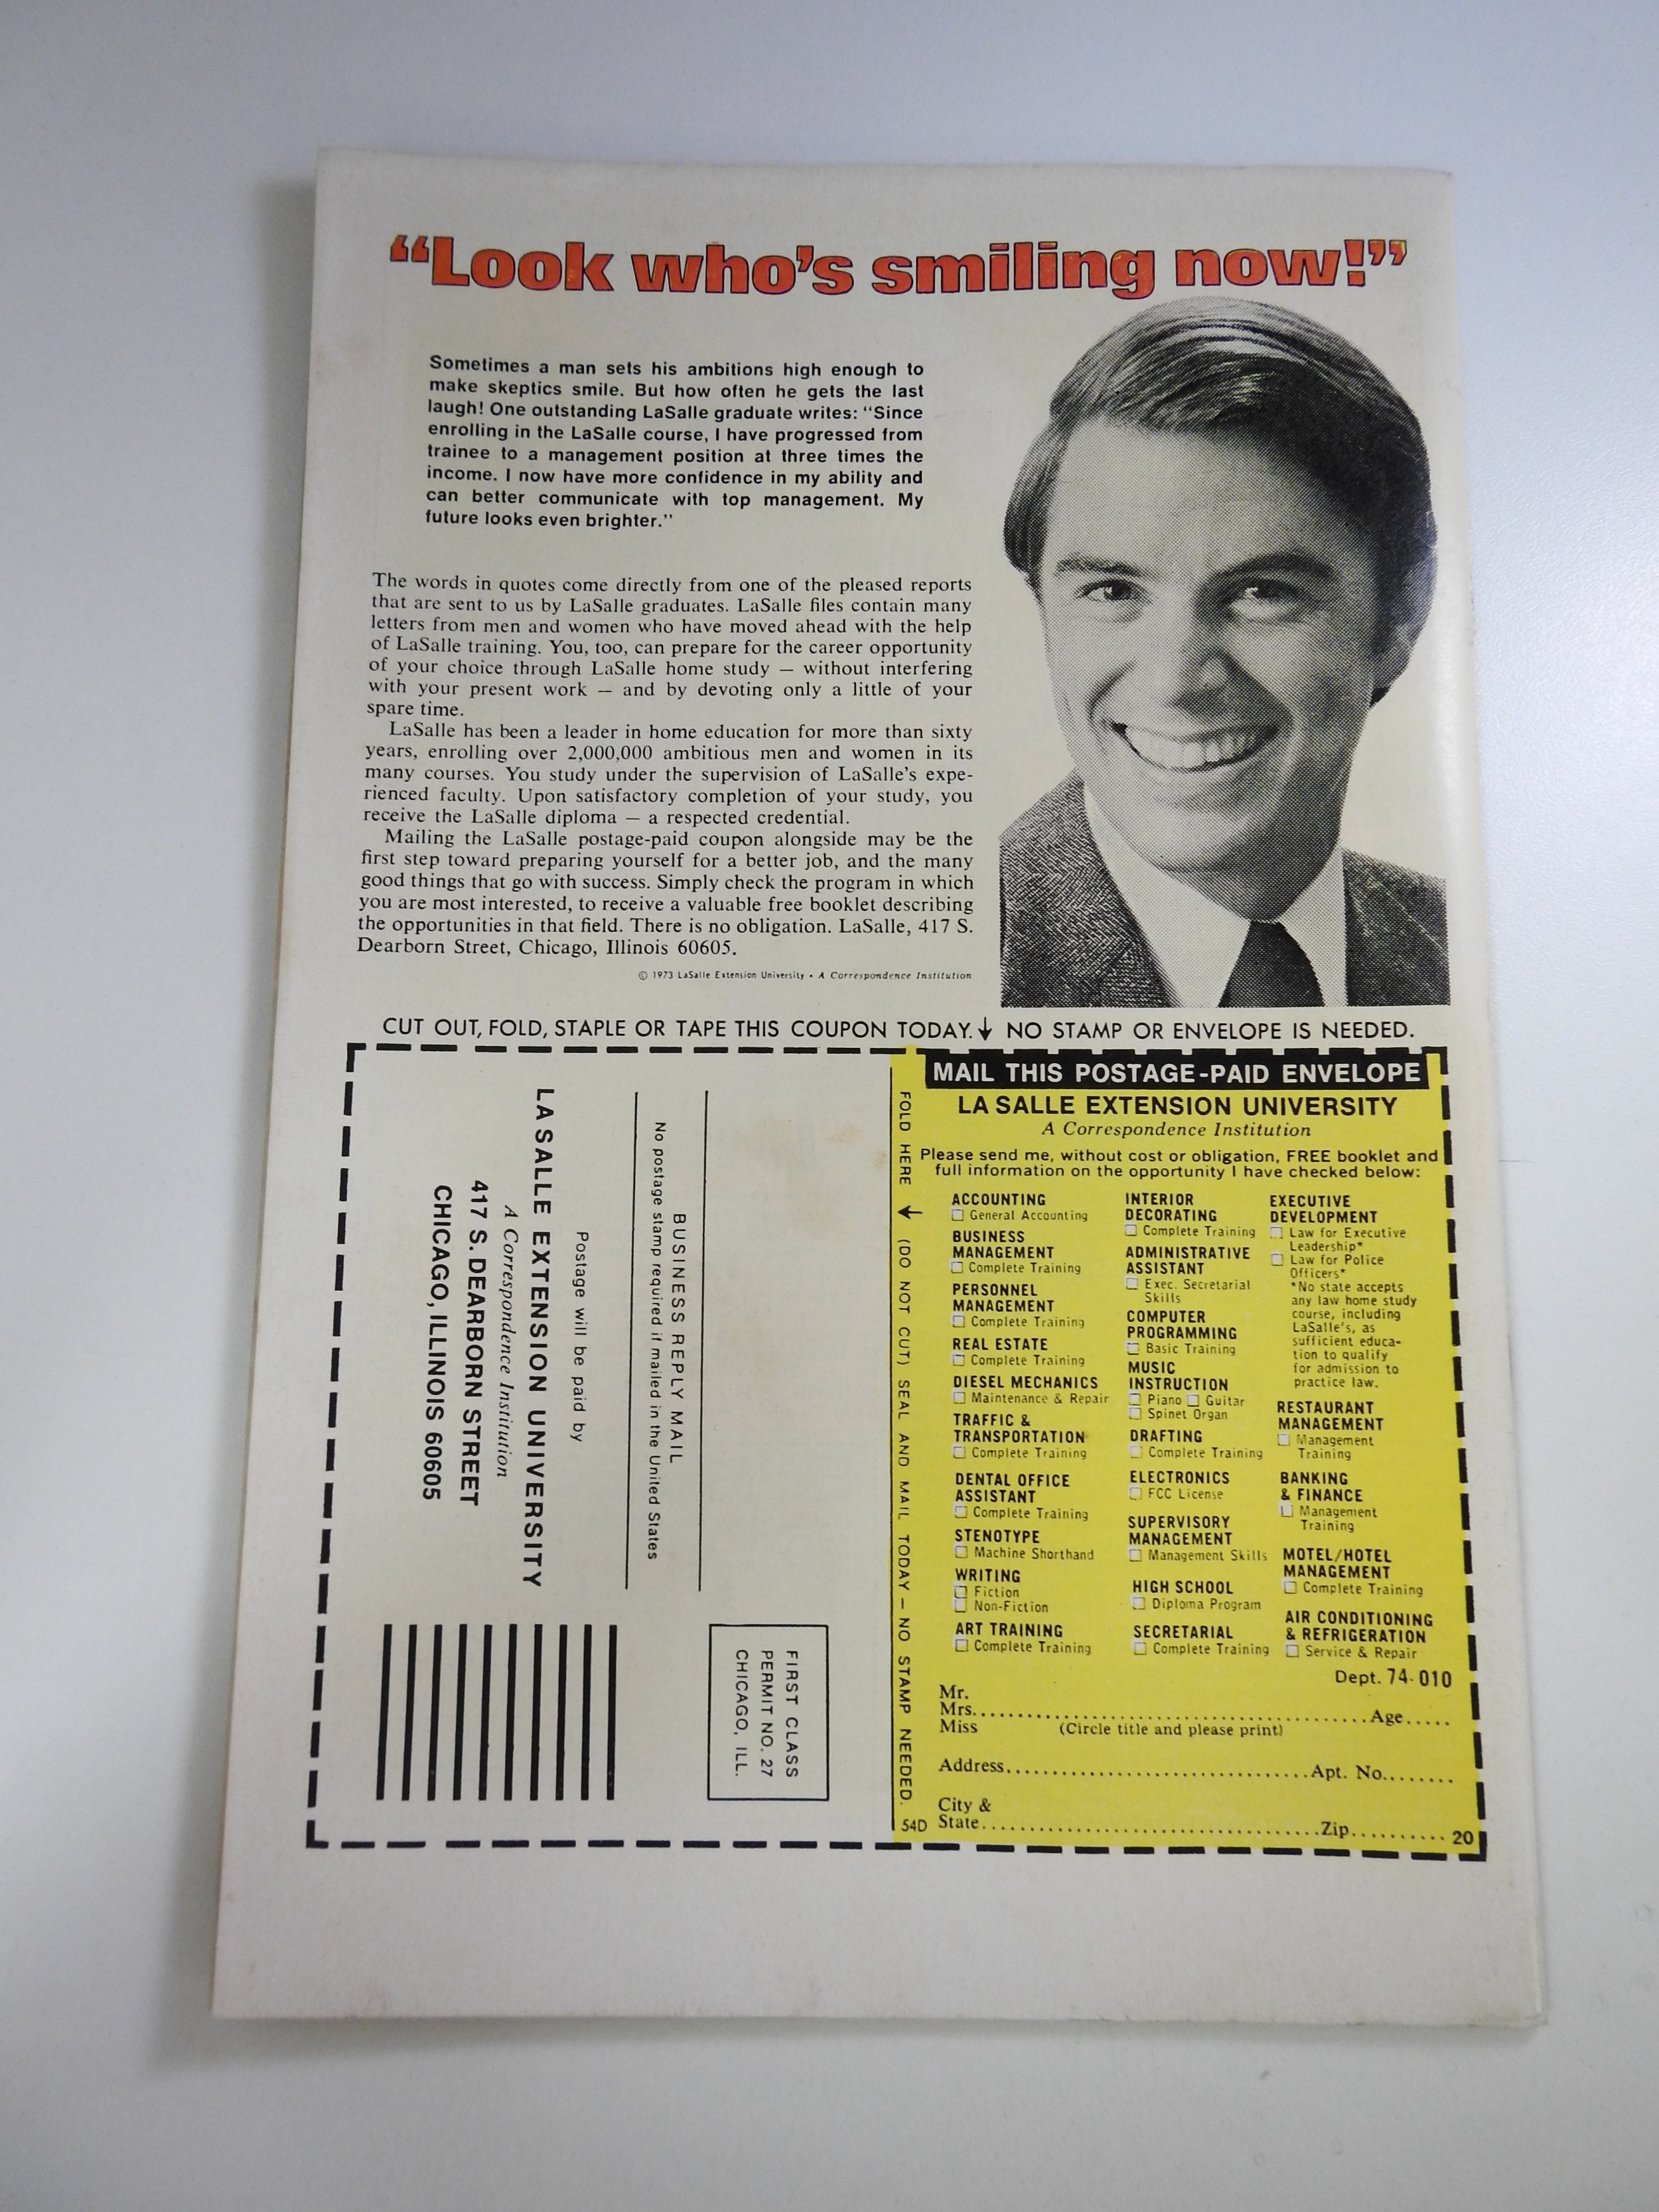 “Look who’s smiling now!”
Sometimes a man sets his ambitions high enough to
make skeptics smile. But how often he gets the last
laugh! One outstanding LaSalle graduate writes: “Since
enrolling in the LaSalle course, I have progressed from
trainee to a management position at three times the
income. I now have more confidence in my ability and
can better communicate with top management. My
future looks even brighter.”
The words in quotes come directly from one of the pleased reports
that are sent to us by LaSalle graduates. LaSalle files contain many
letters from men and women who have moved ahead with the help
of LaSalle training. You, too, can prepare for the career opportunity
of your choice through LaSalle home study — without interfering
with your present work — and by devoting only a little of your
spare time.
LaSalle has been a leader in home education for more than sixty
years, enrolling over 2,000,000 ambitious men and women in its
many courses. You study under the supervision of LaSalle’s expe-
rienced faculty. Upon satisfactory completion of your study, you
receive the LaSalle diploma — a respected credential.
Mailing the LaSalle postage-paid coupon alongside may be the
first step toward preparing yourself for a better job, and the many
good things that go with success. Simply check the program in which
you are most interested, to receive a valuable free booklet describing
the opportunities in that field. There is no obligation. LaSalle, 417 S.
Dearborn Street, Chicago, Illinois 60605.
© 1973 LaSalle Extension University • A Correspondence Institution
CUT OUT, FOLD, STAPLE OR TAPE THIS COUPON TODAY. ↓ NO STAMP OR ENVELOPE IS NEEDED.
FIRST CLASS
PERMIT NO. 27
CHICAGO, ILL.
BUSINESS REPLY MAIL
No postage stamp required if mailed in the United States
Postage will be paid by
LA SALLE EXTENSION UNIVERSITY
A Correspondence Institution
417 S. DEARBORN STREET
CHICAGO, ILLINOIS 60605
FOLD HERE ↓ (DO NOT CUT) SEAL AND MAIL TODAY — NO STAMP NEEDED.
54D
MAIL THIS POSTAGE-PAID ENVELOPE
LA SALLE EXTENSION UNIVERSITY
A Correspondence Institution
Please send me, without cost or obligation, FREE booklet and
full information on the opportunity I have checked below:
ACCOUNTING
☐ General Accounting
BUSINESS
MANAGEMENT
☐ Complete Training
PERSONNEL
MANAGEMENT
☐ Complete Training
REAL ESTATE
☐ Complete Training
DIESEL MECHANICS
☐ Maintenance & Repair
TRAFFIC &
TRANSPORTATION
☐ Complete Training
DENTAL OFFICE
ASSISTANT
☐ Complete Training
STENOTYPE
☐ Machine Shorthand
WRITING
☐ Fiction
☐ Non-Fiction
ART TRAINING
☐ Complete Training
INTERIOR
DECORATING
☐ Complete Training
ADMINISTRATIVE
ASSISTANT
☐ Exec. Secretarial
Skills
COMPUTER
PROGRAMMING
☐ Basic Training
MUSIC
INSTRUCTION
☐ Piano ☐ Guitar
☐ Spinet Organ
DRAFTING
☐ Complete Training
ELECTRONICS
☐ FCC License
SUPERVISORY
MANAGEMENT
☐ Management Skills
HIGH SCHOOL
☐ Diploma Program
SECRETARIAL
☐ Complete Training
EXECUTIVE
DEVELOPMENT
☐ Law for Executive
Leadership*
☐ Law for Police
Officers*
*No state accepts
any law home study
course, including
LaSalle’s, as
sufficient educa-
tion to qualify
for admission to
practice law.
RESTAURANT
MANAGEMENT
☐ Management
Training
BANKING
& FINANCE
☐ Management
Training
MOTEL/HOTEL
MANAGEMENT
☐ Complete Training
AIR CONDITIONING
& REFRIGERATION
☐ Service & Repair
Dept. 74-010
Mr.
Mrs. ........ Age.....
Miss (Circle title and please print)
Address........ Apt. No........
City &
State........ Zip........ 20